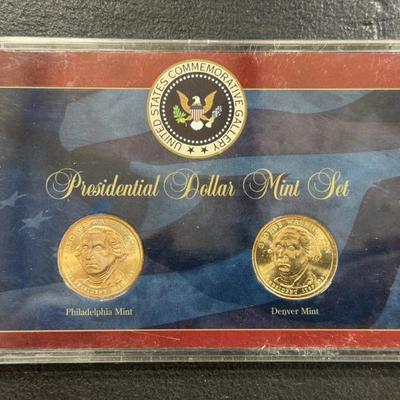 UNITED STATES COMMEMORATIVE GALLERY
Presidential Dollar Mint Set
Philadelphia Mint
Denver Mint